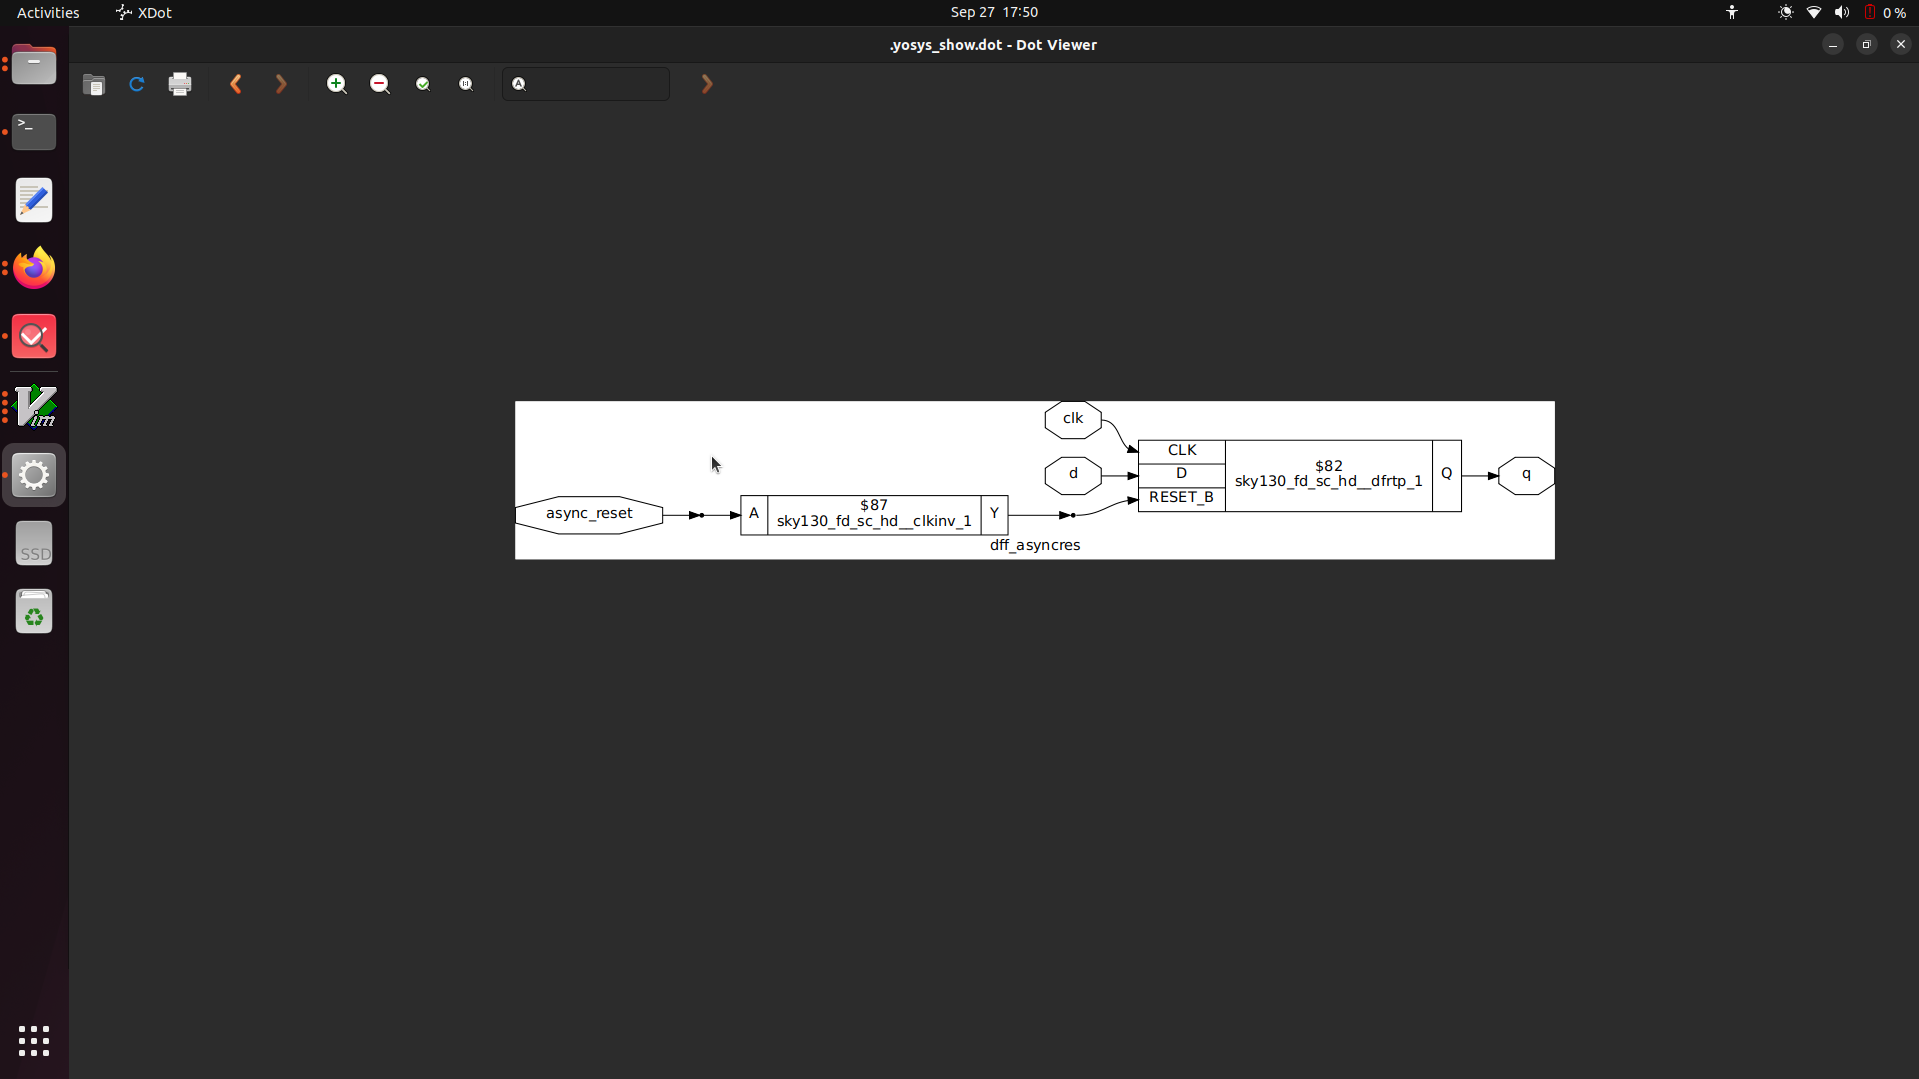 Activities
XDot
Sep 27 17:50
0 %
.yosys_show.dot - Dot Viewer
>_
clk
CLK
$82
sky130_fd_sc_hd__dfrtp_1
d
D
Q
q
RESET_B
async_reset
A
$87
sky130_fd_sc_hd__clkinv_1
Y
dff_asyncres
Vim
SSD